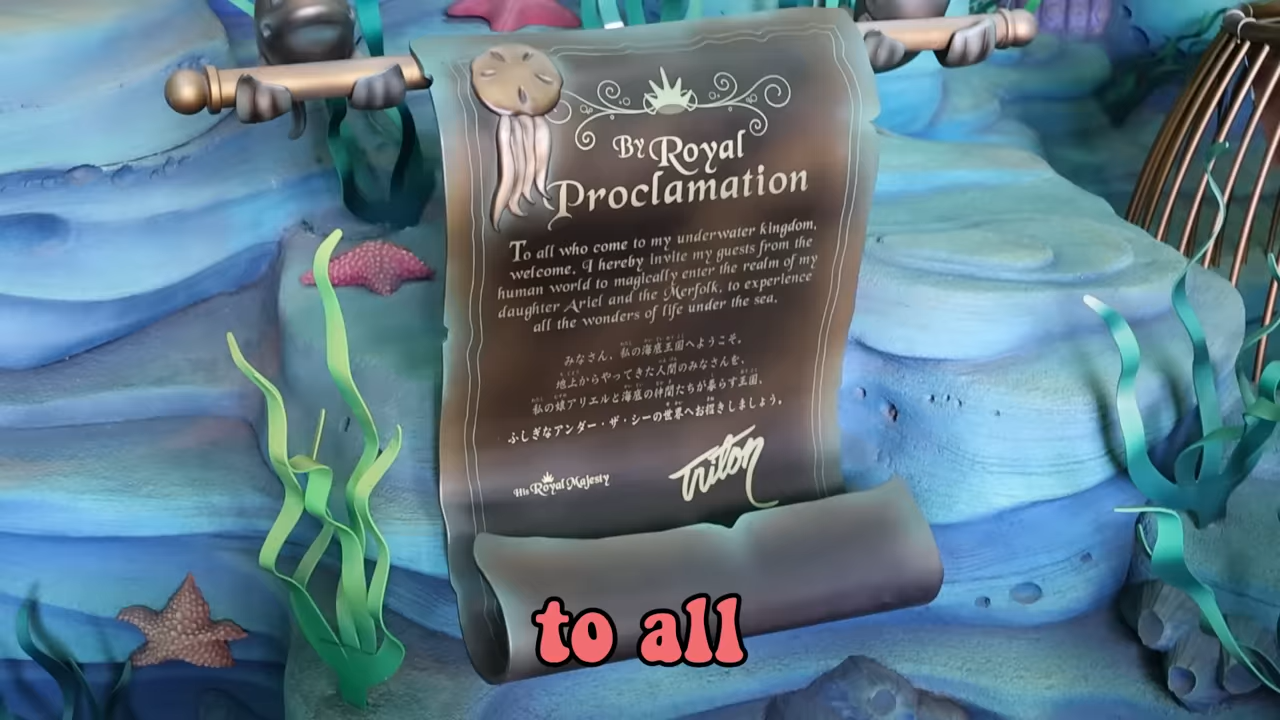 By Royal
Proclamation
To all who come to my underwater kingdom,
welcome. I hereby invite my guests from the
human world to magically enter the realm of my
daughter Ariel and the Merfolk, to experience
all the wonders of life under the sea.
みなさん、私の海底王国へようこそ。
地上からやってきた人間のみなさんを、
私の娘アリエルと海底の仲間たちが暮らす王国、
ふしぎなアンダー・ザ・シーの世界へお招きしましょう。
His Royal Majesty
Triton
to all